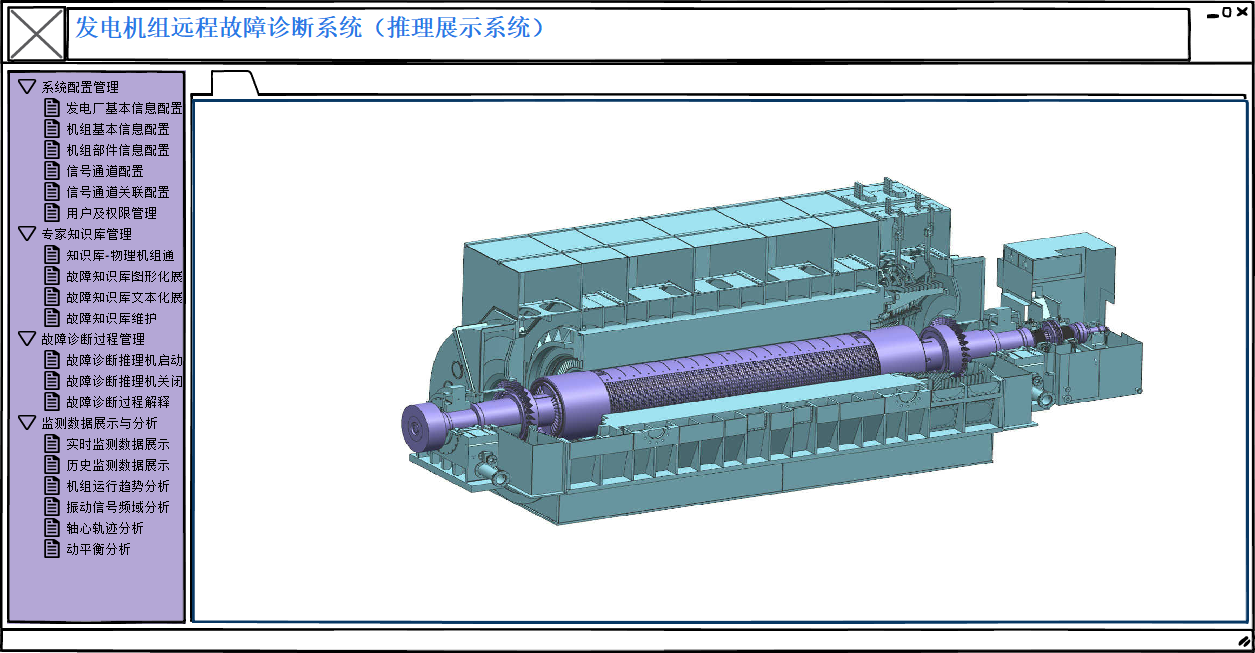 发电机组远程故障诊断系统（推理展示系统）
系统配置管理
发电厂基本信息配置
机组基本信息配置
机组部件信息配置
信号通道配置
信号通道关联配置
用户及权限管理
专家知识库管理
知识库-物理机组通
故障知识库图形化展
故障知识库文本化展
故障知识库维护
故障诊断过程管理
故障诊断推理机启动
故障诊断推理机关闭
故障诊断过程解释
监测数据展示与分析
实时监测数据展示
历史监测数据展示
机组运行趋势分析
振动信号频域分析
轴心轨迹分析
动平衡分析